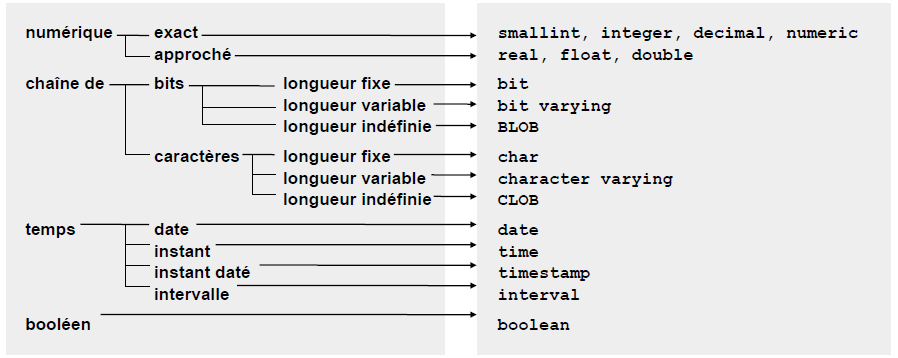 numérique exact smallint, integer, decimal, numeric
approché real, float, double
chaîne de bits longueur fixe bit
longueur variable bit varying
longueur indéfinie BLOB
caractères longueur fixe char
longueur variable character varying
longueur indéfinie CLOB
temps date date
instant time
instant daté timestamp
intervalle interval
booléen boolean